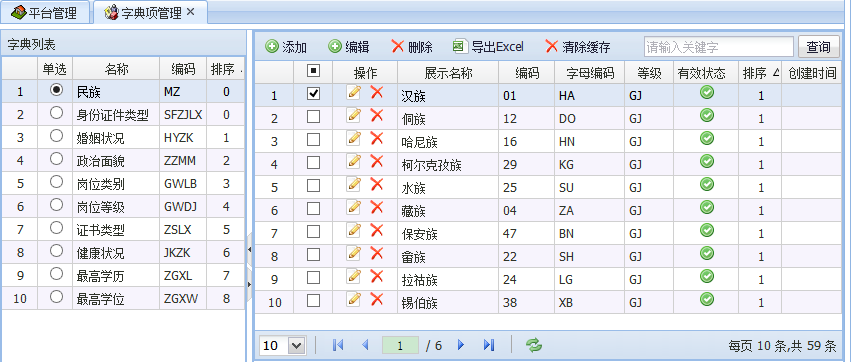 平台管理 字典项管理
字典列表
单选 名称 编码 排序
1 民族 MZ 0
2 身份证件类型 SFZJLX 0
3 婚姻状况 HYZK 1
4 政治面貌 ZZMM 2
5 岗位类别 GWLB 3
6 岗位等级 GWDJ 4
7 证书类型 ZSLX 5
8 健康状况 JKZK 6
9 最高学历 ZGXL 7
10 最高学位 ZGXW 8
添加 编辑 删除 导出Excel 清除缓存 请输入关键字 查询
操作 展示名称 编码 字母编码 等级 有效状态 排序 创建时间
1 汉族 01 HA GJ 1
2 侗族 12 DO GJ 1
3 哈尼族 16 HN GJ 1
4 柯尔克孜族 29 KG GJ 1
5 水族 25 SU GJ 1
6 藏族 04 ZA GJ 1
7 保安族 47 BN GJ 1
8 畲族 22 SH GJ 1
9 拉祜族 24 LG GJ 1
10 锡伯族 38 XB GJ 1
10 1 / 6 每页 10 条,共 59 条